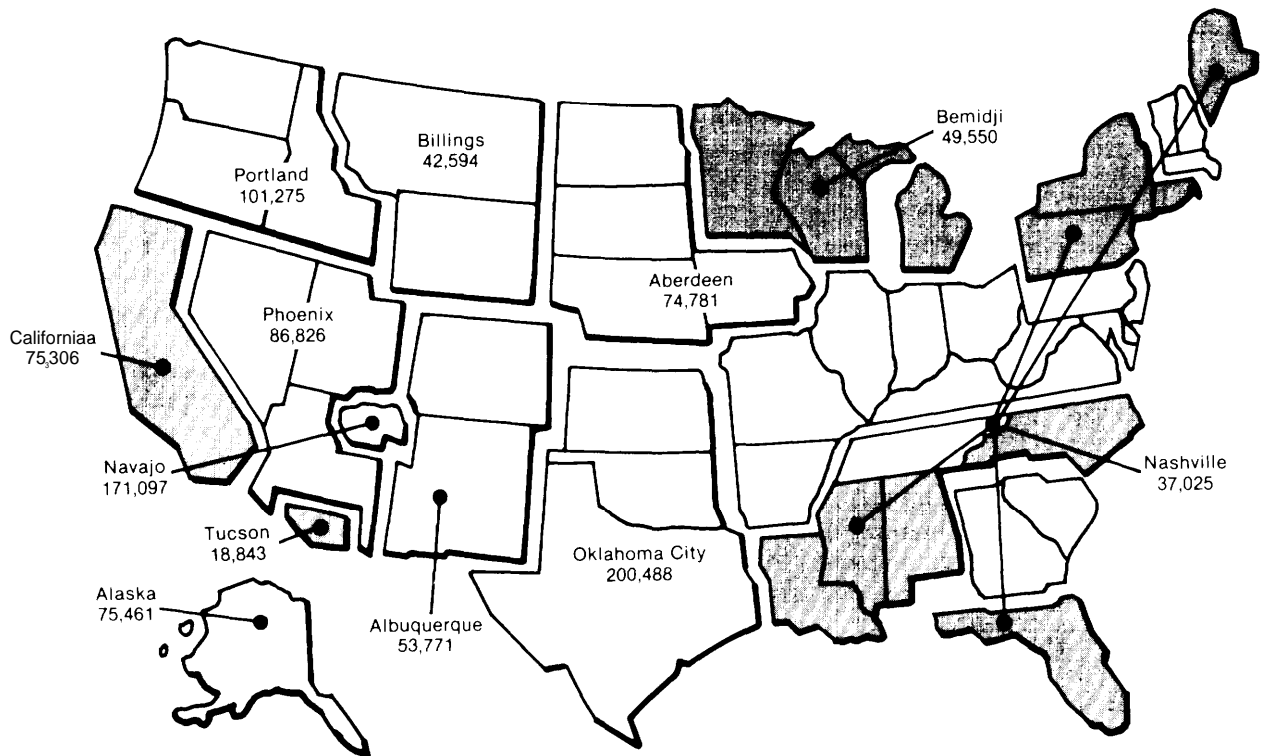 Bemidji
49,550
Billings
42,594
Portland
101,275
Aberdeen
74,781
Phoenix
86,826
Californiaa
75,306
Navajo
171,097
Nashville
37,025
Tucson
18,843
Oklahoma City
200,488
Alaska
75,461
Albuquerque
53,771